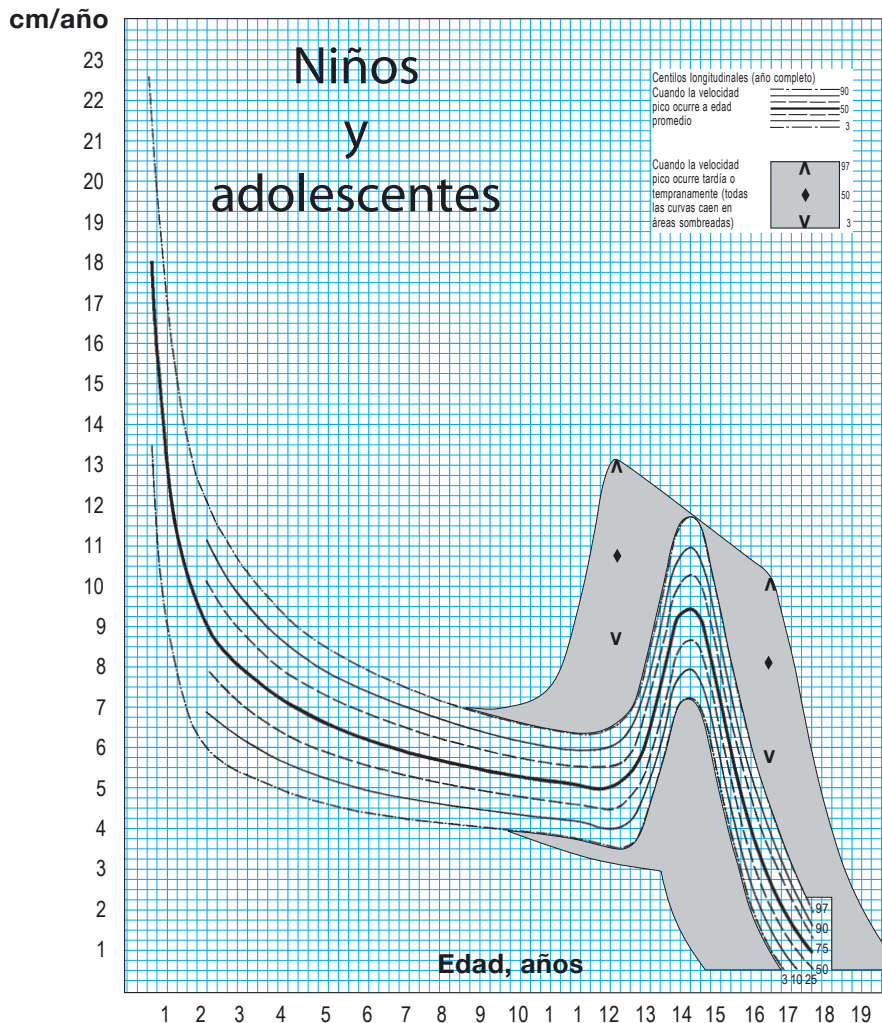 cm/año
Niños
y
adolescentes
23
22
21
20
19
18
17
16
15
14
13
12
11
10
9
8
7
6
5
4
3
2
1
Centilos longitudinales (año completo)
Cuando la velocidad
pico ocurre a edad
promedio
90
50
3
Cuando la velocidad
pico ocurre tardía o
tempranamente (todas
las curvas caen en
áreas sombreadas)
97
50
3
97
90
75
50
3 10 25
Edad, años
1 2 3 4 5 6 7 8 9 10 1 1 12 13 14 15 16 17 18 19